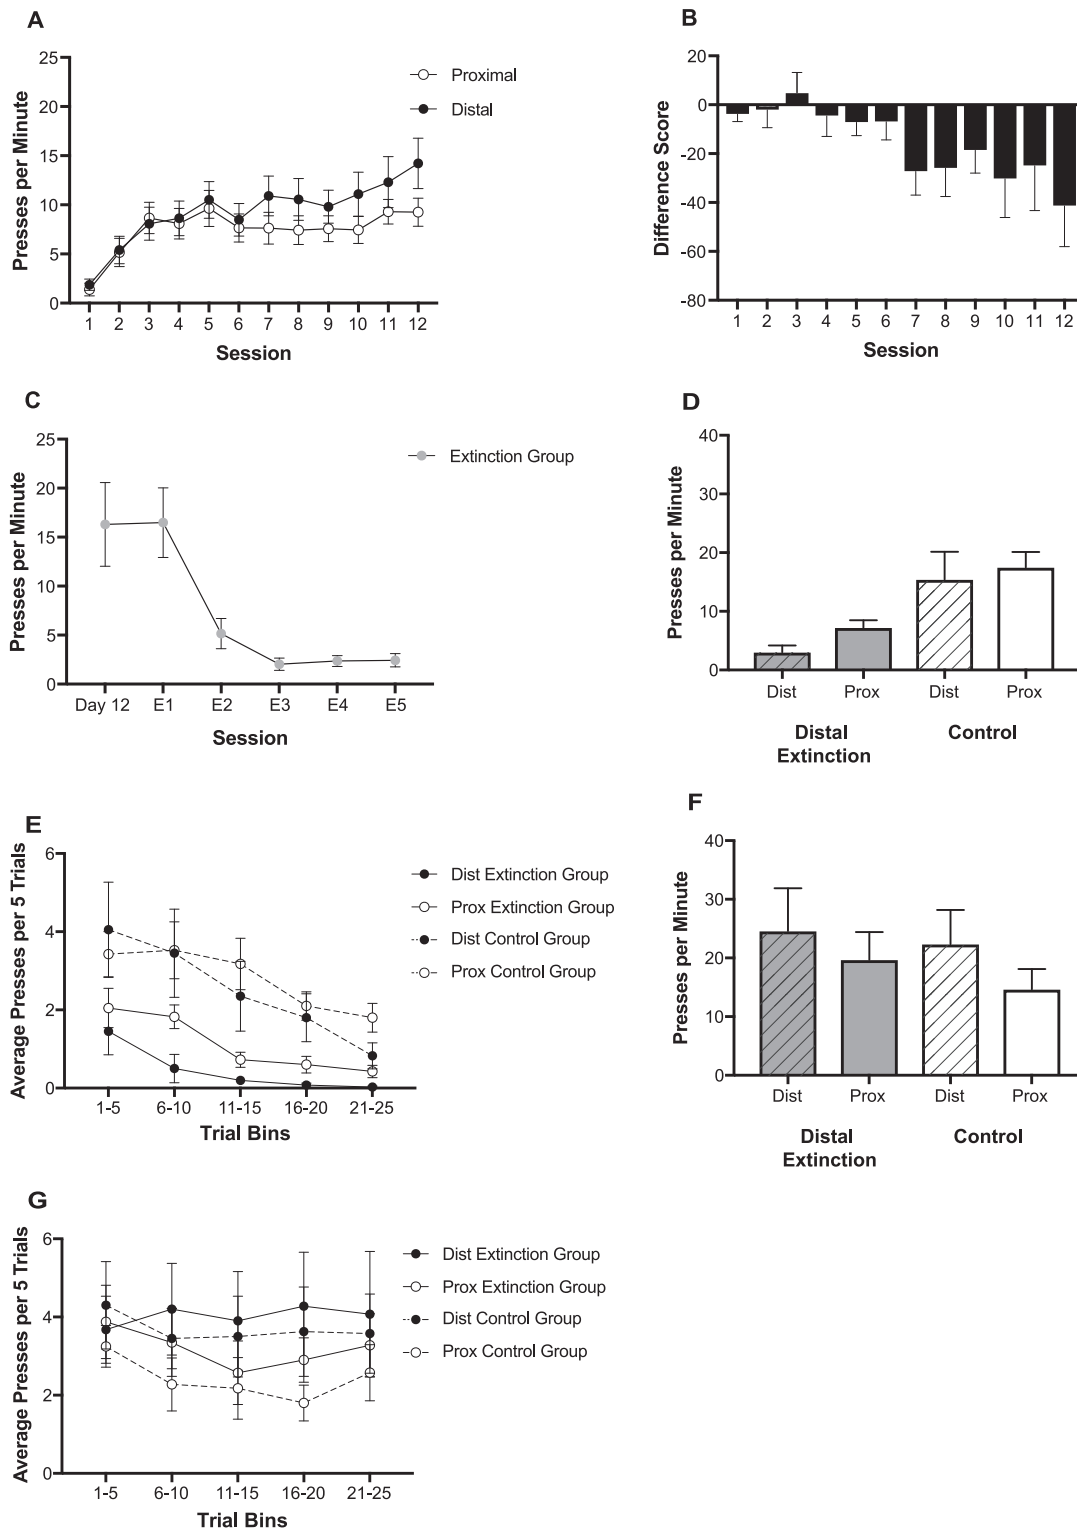 A
Presses per Minute
25
20
15
10
5
0
1 2 3 4 5 6 7 8 9 10 11 12
Session
Proximal
Distal
B
Difference Score
20
0
-20
-40
-60
-80
1 2 3 4 5 6 7 8 9 10 11 12
Session
C
Presses per Minute
25
20
15
10
5
0
Day 12 E1 E2 E3 E4 E5
Session
Extinction Group
D
Presses per Minute
40
30
20
10
0
Dist Prox Dist Prox
Distal Control
Extinction
E
Average Presses per 5 Trials
6
4
2
0
1-5 6-10 11-15 16-20 21-25
Trial Bins
Dist Extinction Group
Prox Extinction Group
Dist Control Group
Prox Control Group
F
Presses per Minute
40
30
20
10
0
Dist Prox Dist Prox
Distal Control
Extinction
G
Average Presses per 5 Trials
6
4
2
0
1-5 6-10 11-15 16-20 21-25
Trial Bins
Dist Extinction Group
Prox Extinction Group
Dist Control Group
Prox Control Group